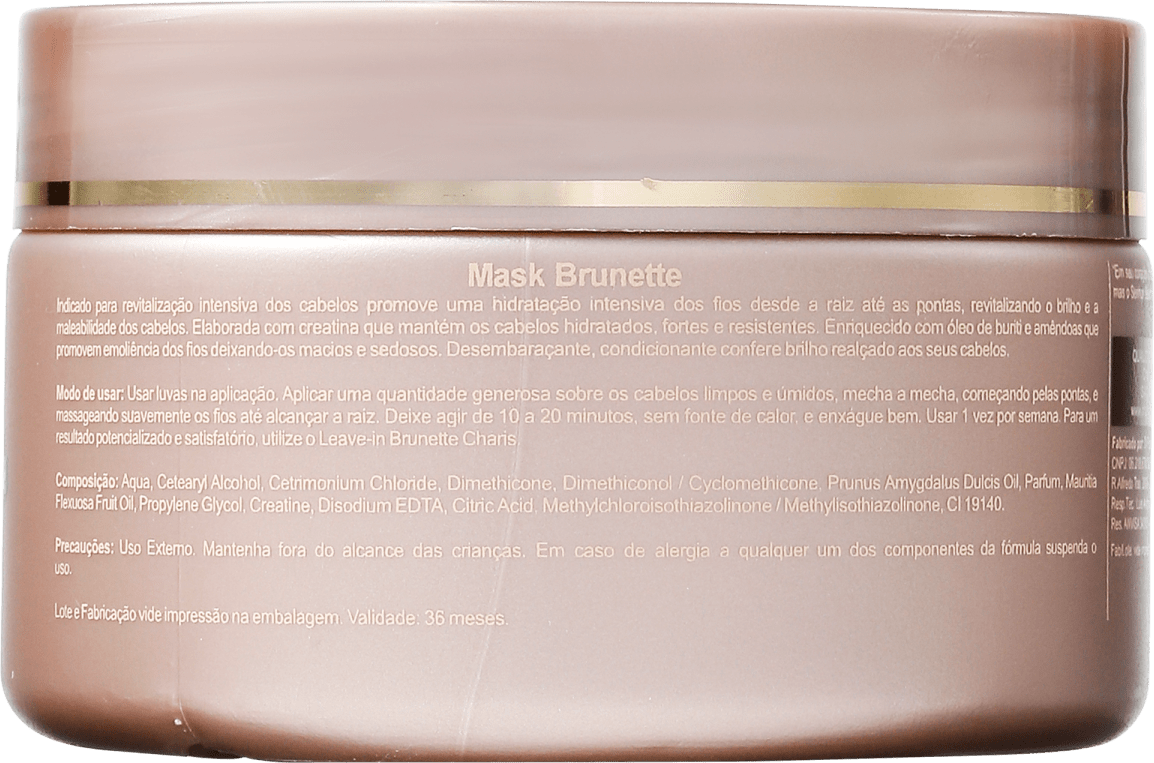 Mask Brunette
Indicado para revitalização intensiva dos cabelos promove uma hidratação intensiva dos fios desde a raiz até as pontas, revitalizando o brilho e a
maleabilidade dos cabelos. Elaborada com creatina que mantém os cabelos hidratados, fortes e resistentes. Enriquecido com óleo de buriti e amêndoas que
promovem emoliência dos fios deixando-os macios e sedosos. Desembaraçante, condicionante confere brilho realçado aos seus cabelos.
Modo de usar: Usar luvas na aplicação. Aplicar uma quantidade generosa sobre os cabelos limpos e úmidos, mecha a mecha, começando pelas pontas, e
massageando suavemente os fios até alcançar a raiz. Deixe agir de 10 a 20 minutos, sem fonte de calor, e enxágue bem. Usar 1 vez por semana. Para um
resultado potencializado e satisfatório, utilize o Leave-in Brunette Charis.
Composição: Aqua, Cetearyl Alcohol, Cetrimonium Chloride, Dimethicone, Dimethiconol / Cyclomethicone, Prunus Amygdalus Dulcis Oil, Parfum, Mauritia
Flexuosa Fruit Oil, Propylene Glycol, Creatine, Disodium EDTA, Citric Acid, Methylchloroisothiazolinone / Methylisothiazolinone, CI 19140.
Precauções: Uso Externo. Mantenha fora do alcance das crianças. Em caso de alergia a qualquer um dos componentes da fórmula suspenda o
uso.
Lote e Fabricação vide impressão na embalagem. Validade: 36 meses.
"Em seu
mas o Senhor
Fabricado por
CNPJ
R Alfredo
Resp. Tec.